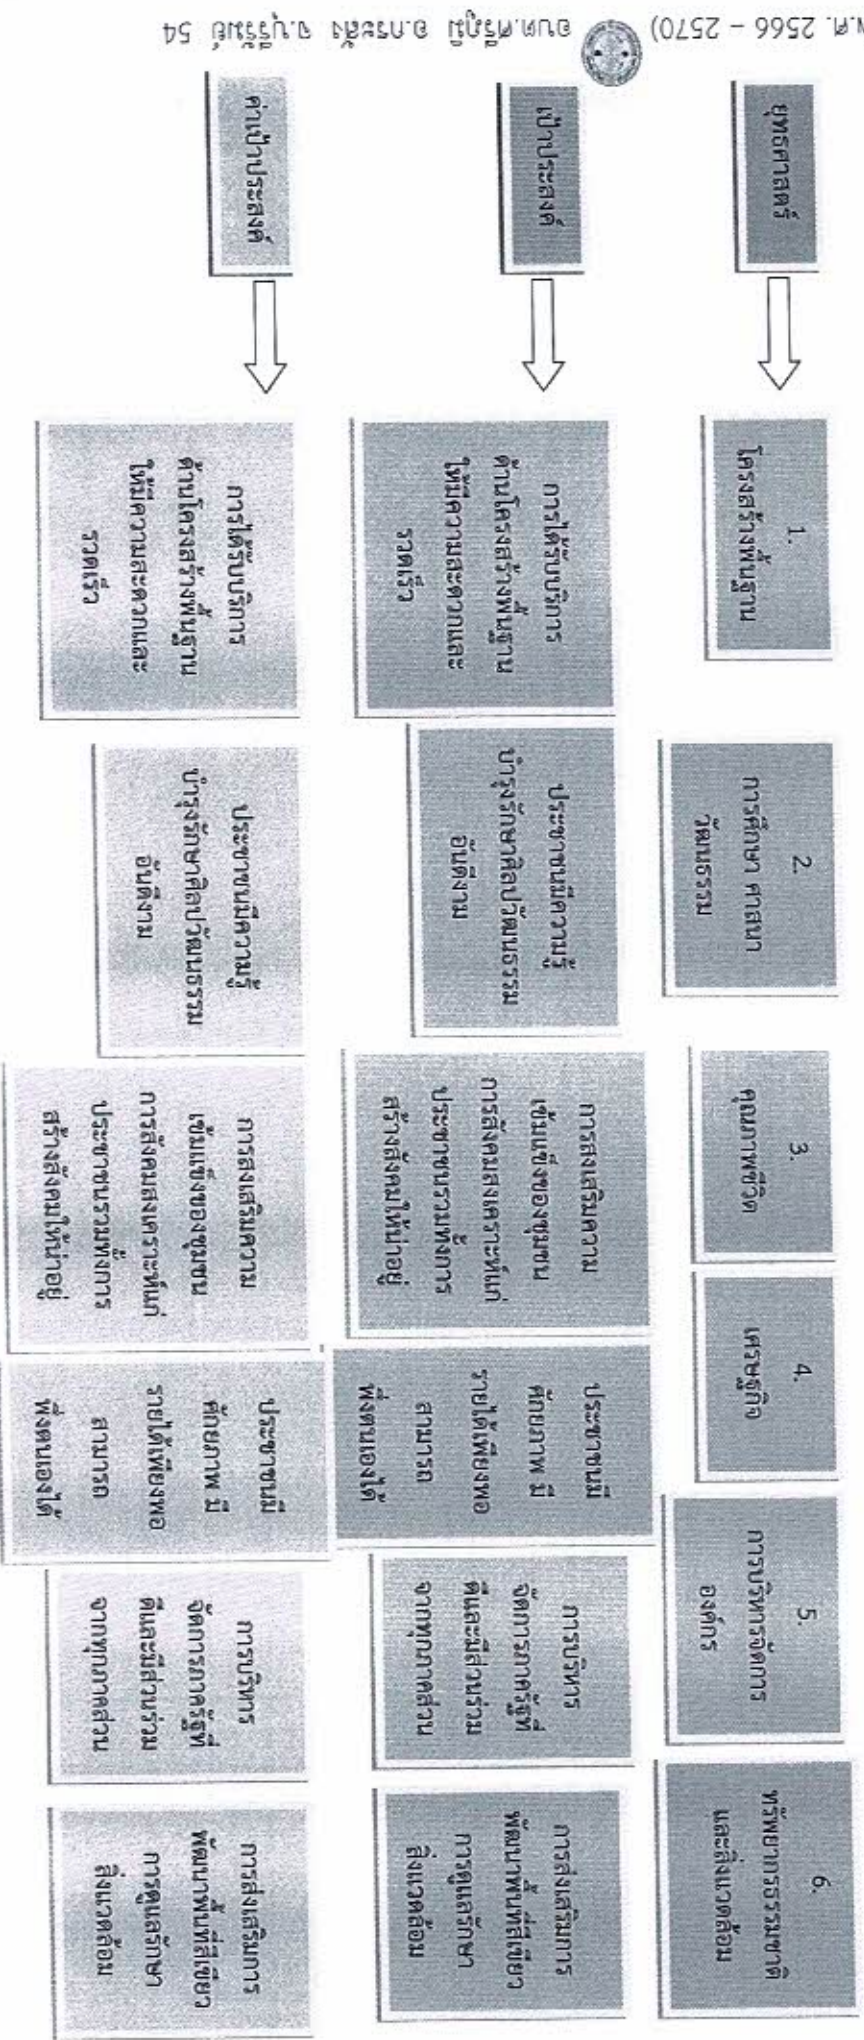 พ.ศ. 2566 – 2570)
อบต.ศรีภูมิ อ.กระสัง จ.บุรีรัมย์ 54
ยุทธศาสตร์
1.
โครงสร้างพื้นฐาน
2.
การศึกษา ศาสนา
วัฒนธรรม
3.
คุณภาพชีวิต
4.
เศรษฐกิจ
5.
การบริหารจัดการ
องค์กร
6.
ทรัพยากรธรรมชาติ
และสิ่งแวดล้อม
เป้าประสงค์
การได้รับบริการ
ด้านโครงสร้างพื้นฐาน
ให้มีความสะดวกและ
รวดเร็ว
ประชาชนมีความรู้
บำรุงรักษาศิลปวัฒนธรรม
อันดีงาม
การส่งเสริมความ
เข้มแข็งของชุมชน
การสังคมสงเคราะห์แก่
ประชาชนรวมทั้งการ
สร้างสังคมให้น่าอยู่
ประชาชนมี
ศักยภาพ มี
รายได้เพียงพอ
สามารถ
พึ่งตนเองได้
การบริหาร
จัดการภาครัฐที่
ดีและมีส่วนร่วม
จากทุกภาคส่วน
การส่งเสริมการ
พัฒนาพื้นที่สีเขียว
การดูแลรักษา
สิ่งแวดล้อม
ค่าเป้าประสงค์
การได้รับบริการ
ด้านโครงสร้างพื้นฐาน
ให้มีความสะดวกและ
รวดเร็ว
ประชาชนมีความรู้
บำรุงรักษาศิลปวัฒนธรรม
อันดีงาม
การส่งเสริมความ
เข้มแข็งของชุมชน
การสังคมสงเคราะห์แก่
ประชาชนรวมทั้งการ
สร้างสังคมให้น่าอยู่
ประชาชนมี
ศักยภาพ มี
รายได้เพียงพอ
สามารถ
พึ่งตนเองได้
การบริหาร
จัดการภาครัฐที่
ดีและมีส่วนร่วม
จากทุกภาคส่วน
การส่งเสริมการ
พัฒนาพื้นที่สีเขียว
การดูแลรักษา
สิ่งแวดล้อม